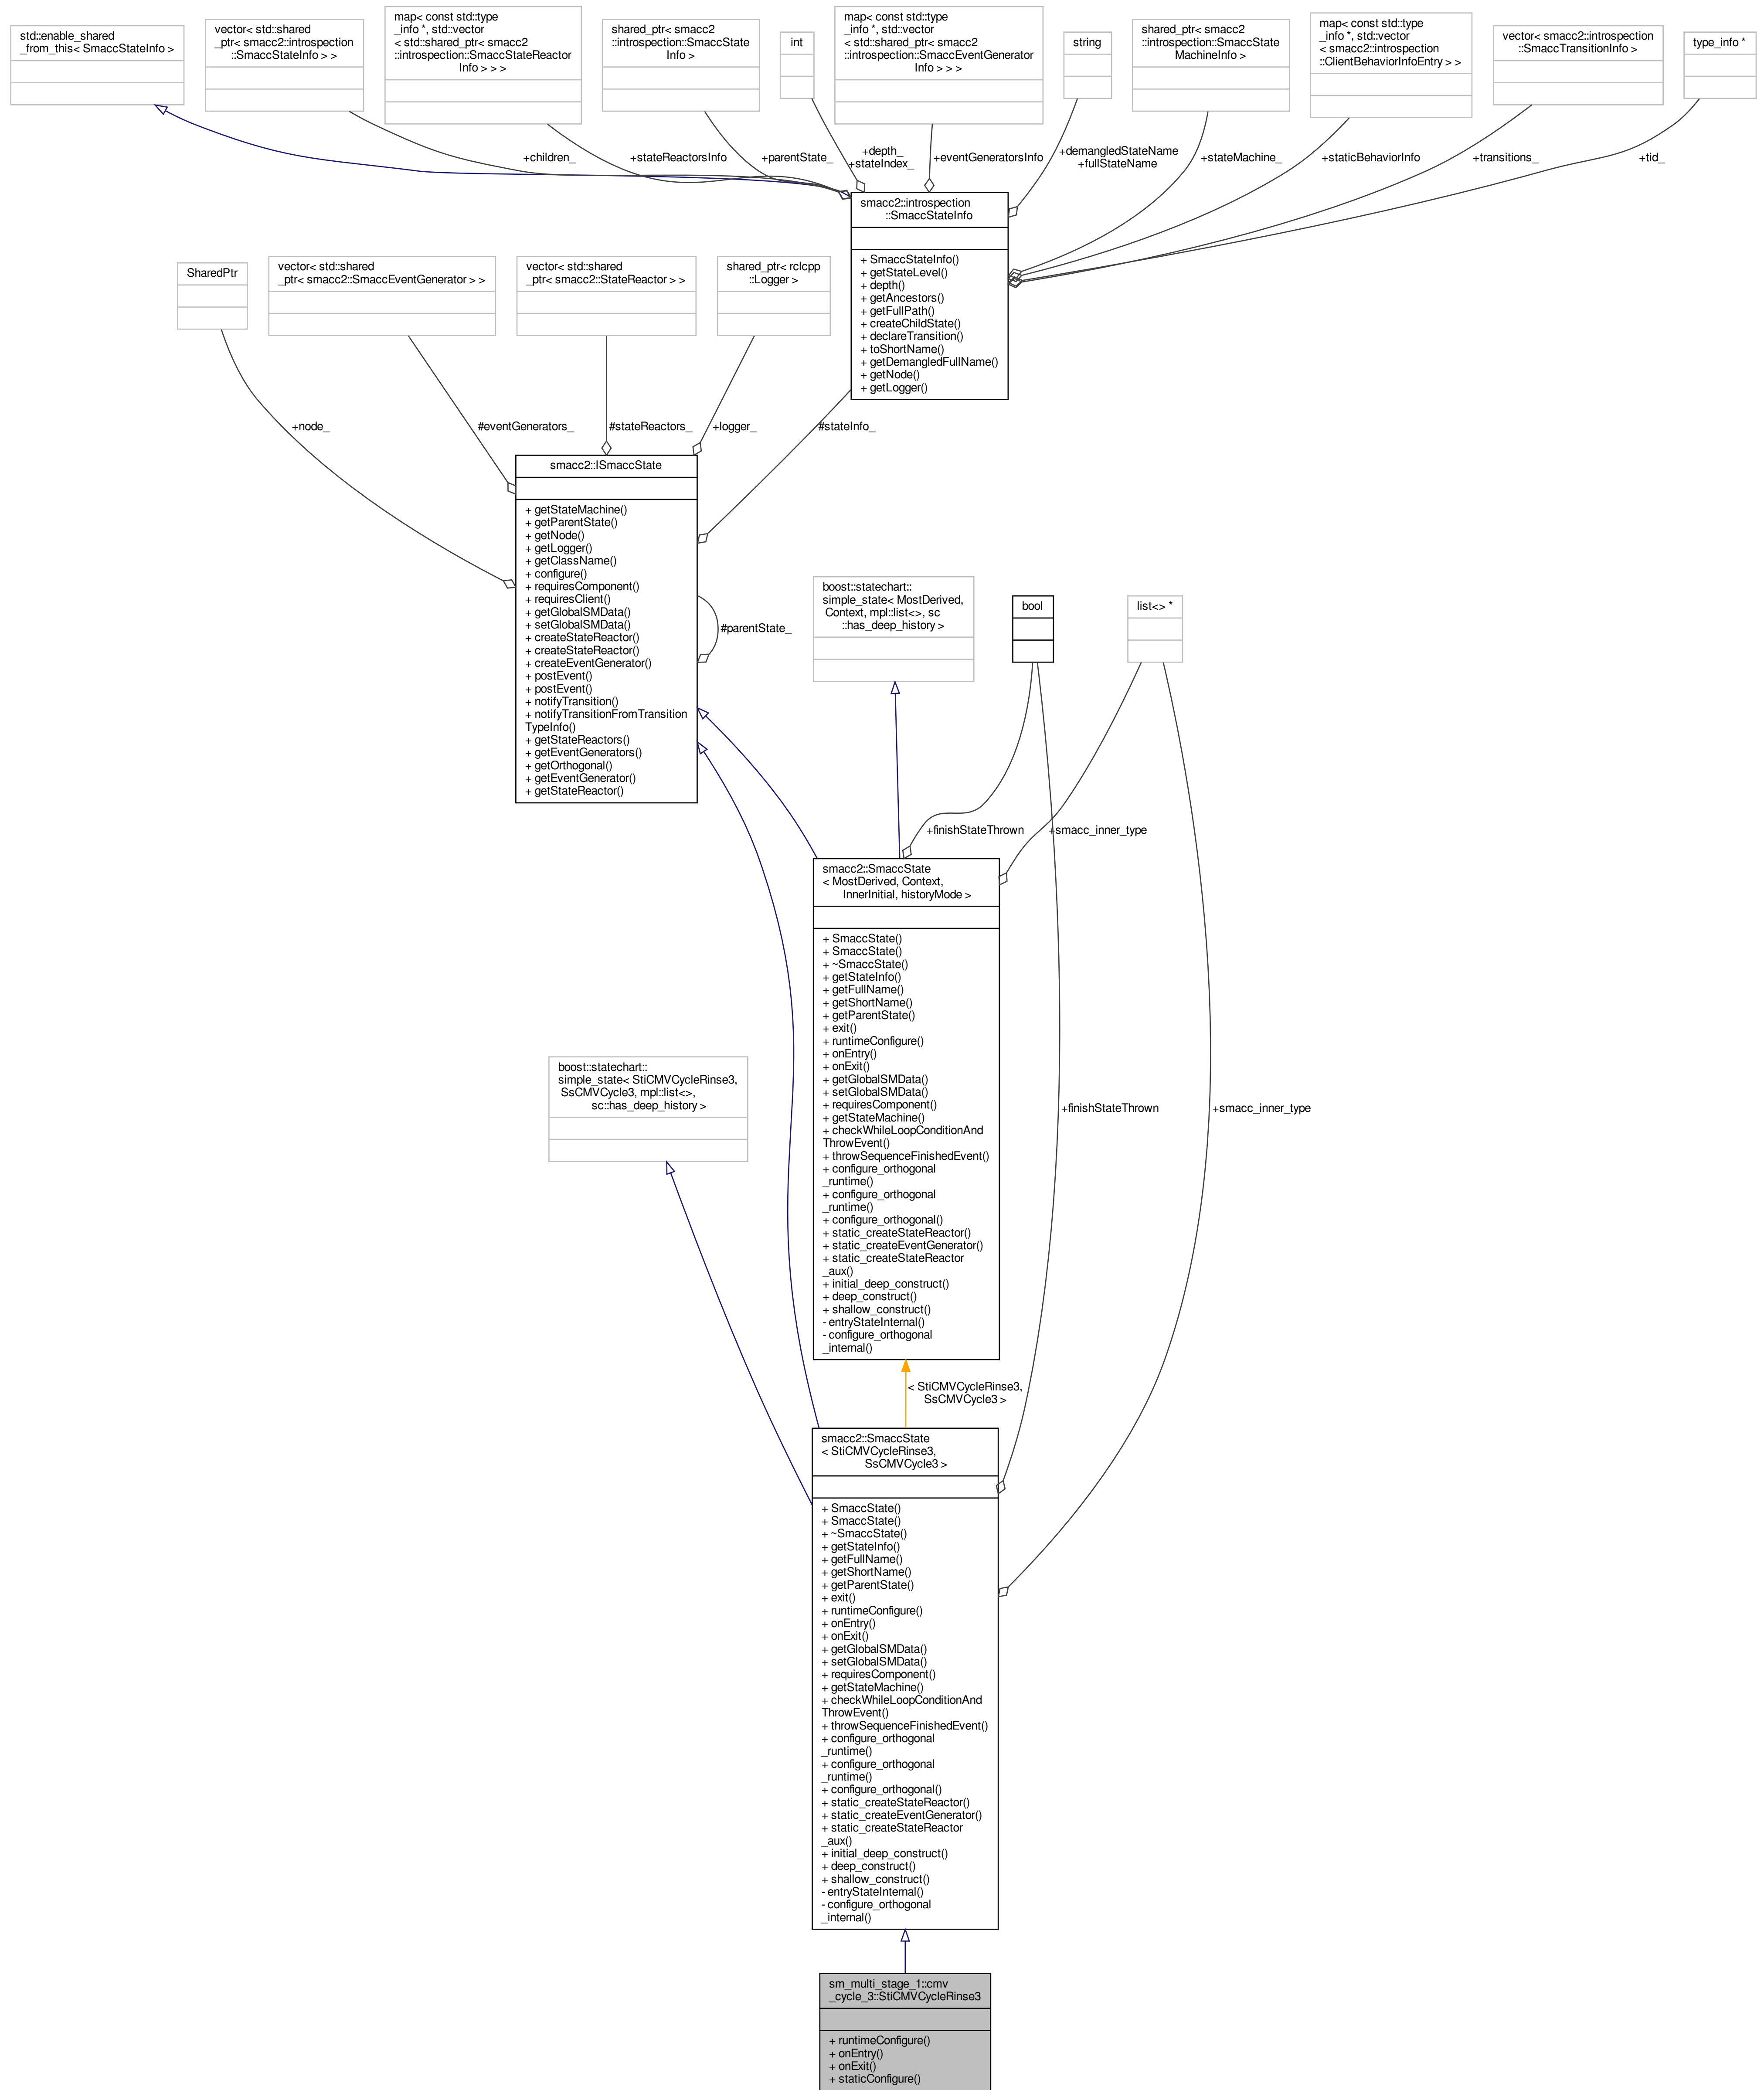 std::enable_shared
_from_this< SmaccStateInfo >
vector< std::shared
_ptr< smacc2::introspection
::SmaccStateInfo > >
map< const std::type
_info *, std::vector
< std::shared_ptr< smacc2
::introspection::SmaccStateReactor
Info > > >
shared_ptr< smacc2
::introspection::SmaccState
Info >
int
map< const std::type
_info *, std::vector
< std::shared_ptr< smacc2
::introspection::SmaccEventGenerator
Info > > >
string
shared_ptr< smacc2
::introspection::SmaccState
MachineInfo >
map< const std::type
_info *, std::vector
< smacc2::introspection
::ClientBehaviorInfoEntry > >
vector< smacc2::introspection
::SmaccTransitionInfo >
type_info *
+children_
+stateReactorsInfo
+parentState_
+depth_
+stateIndex_
+eventGeneratorsInfo
+demangledStateName
+fullStateName
+stateMachine_
+staticBehaviorInfo
+transitions_
+tid_
smacc2::introspection
::SmaccStateInfo
+ SmaccStateInfo()
+ getStateLevel()
+ depth()
+ getAncestors()
+ getFullPath()
+ createChildState()
+ declareTransition()
+ toShortName()
+ getDemangledFullName()
+ getNode()
+ getLogger()
SharedPtr
vector< std::shared
_ptr< smacc2::SmaccEventGenerator > >
vector< std::shared
_ptr< smacc2::StateReactor > >
shared_ptr< rclcpp
::Logger >
+node_
#eventGenerators_
#stateReactors_
+logger_
#stateInfo_
smacc2::ISmaccState
+ getStateMachine()
+ getParentState()
+ getNode()
+ getLogger()
+ getClassName()
+ configure()
+ requiresComponent()
+ requiresClient()
+ getGlobalSMData()
+ setGlobalSMData()
+ createStateReactor()
+ createStateReactor()
+ createEventGenerator()
+ postEvent()
+ postEvent()
+ notifyTransition()
+ notifyTransitionFromTransition
TypeInfo()
+ getStateReactors()
+ getEventGenerators()
+ getOrthogonal()
+ getEventGenerator()
+ getStateReactor()
#parentState_
boost::statechart::
simple_state< MostDerived,
Context, mpl::list<>, sc
::has_deep_history >
bool
list<> *
+finishStateThrown
+smacc_inner_type
smacc2::SmaccState
< MostDerived, Context,
InnerInitial, historyMode >
+ SmaccState()
+ SmaccState()
+ ~SmaccState()
+ getStateInfo()
+ getFullName()
+ getShortName()
+ getParentState()
+ exit()
+ runtimeConfigure()
+ onEntry()
+ onExit()
+ getGlobalSMData()
+ setGlobalSMData()
+ requiresComponent()
+ getStateMachine()
+ checkWhileLoopConditionAnd
ThrowEvent()
+ throwSequenceFinishedEvent()
+ configure_orthogonal
_runtime()
+ configure_orthogonal
_runtime()
+ configure_orthogonal()
+ static_createStateReactor()
+ static_createEventGenerator()
+ static_createStateReactor
_aux()
+ initial_deep_construct()
+ deep_construct()
+ shallow_construct()
- entryStateInternal()
- configure_orthogonal
_internal()
boost::statechart::
simple_state< StiCMVCycleRinse3,
SsCMVCycle3, mpl::list<>,
sc::has_deep_history >
+finishStateThrown
+smacc_inner_type
< StiCMVCycleRinse3,
SsCMVCycle3 >
smacc2::SmaccState
< StiCMVCycleRinse3,
SsCMVCycle3 >
+ SmaccState()
+ SmaccState()
+ ~SmaccState()
+ getStateInfo()
+ getFullName()
+ getShortName()
+ getParentState()
+ exit()
+ runtimeConfigure()
+ onEntry()
+ onExit()
+ getGlobalSMData()
+ setGlobalSMData()
+ requiresComponent()
+ getStateMachine()
+ checkWhileLoopConditionAnd
ThrowEvent()
+ throwSequenceFinishedEvent()
+ configure_orthogonal
_runtime()
+ configure_orthogonal
_runtime()
+ configure_orthogonal()
+ static_createStateReactor()
+ static_createEventGenerator()
+ static_createStateReactor
_aux()
+ initial_deep_construct()
+ deep_construct()
+ shallow_construct()
- entryStateInternal()
- configure_orthogonal
_internal()
sm_multi_stage_1::cmv
_cycle_3::StiCMVCycleRinse3
+ runtimeConfigure()
+ onEntry()
+ onExit()
+ staticConfigure()